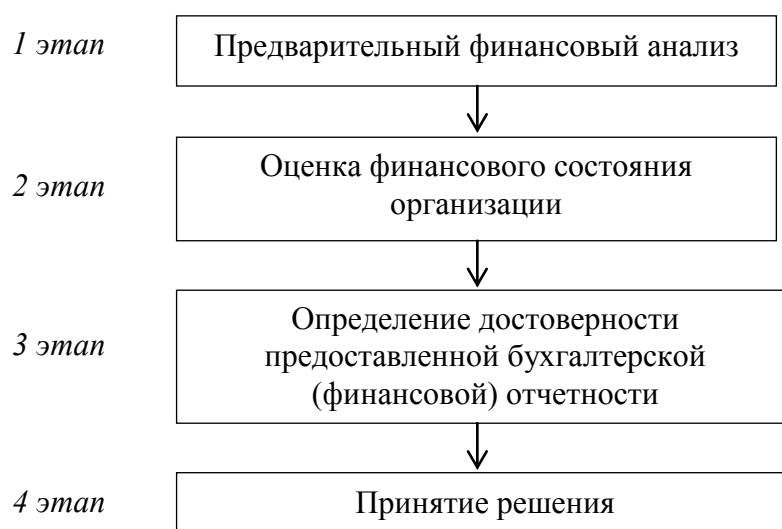 1 этап
Предварительный финансовый анализ
2 этап
Оценка финансового состояния
организации
3 этап
Определение достоверности
предоставленной бухгалтерской
(финансовой) отчетности
4 этап
Принятие решения